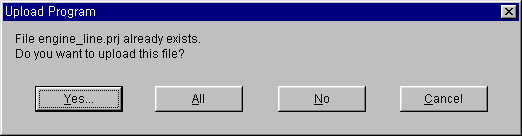 Upload Program
File engine_line.prj already exists.
Do you want to upload this file?
Yes... All No Cancel